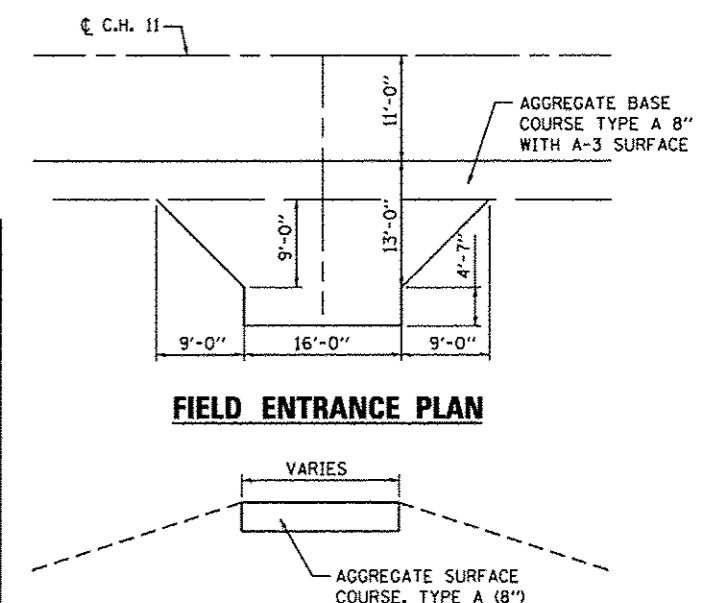 ℄ C.H. 11
11'-0"
AGGREGATE BASE
COURSE TYPE A 8"
WITH A-3 SURFACE
9'-0"
13'-0"
4'-7"
9'-0"
16'-0"
9'-0"
FIELD ENTRANCE PLAN
VARIES
AGGREGATE SURFACE
COURSE, TYPE A (8")